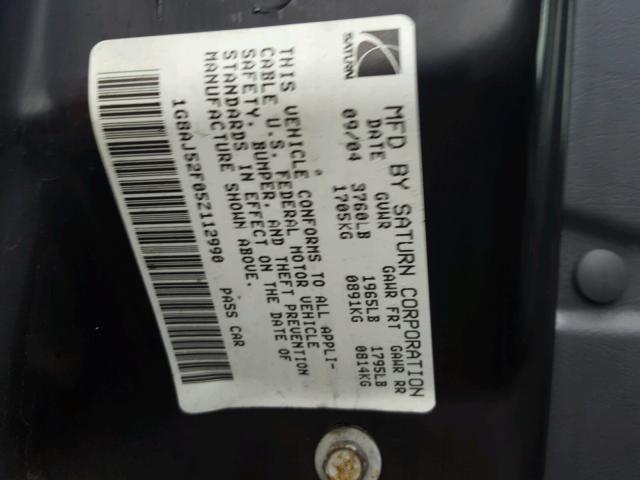 SATURN
MFD BY SATURN CORPORATION
DATE GVWR GAWR FRT GAWR RR
09/04 3760LB 1965LB 1795LB
1705KG 0891KG 0814KG
THIS VEHICLE CONFORMS TO ALL APPLI-
CABLE U.S. FEDERAL MOTOR VEHICLE
SAFETY, BUMPER, AND THEFT PREVENTION
STANDARDS IN EFFECT ON THE DATE OF
MANUFACTURE SHOWN ABOVE.
1G8AJ52F05Z112990 PASS CAR